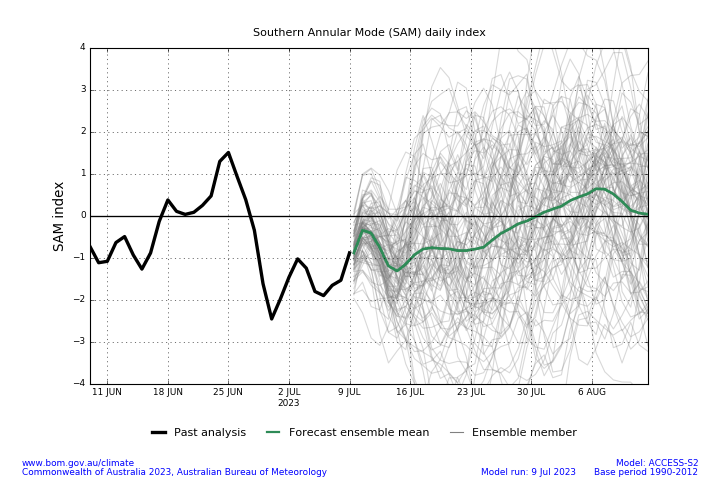 Southern Annular Mode (SAM) daily index
SAM index
4
3
2
1
0
−1
−2
−3
−4
11 JUN 18 JUN 25 JUN 2 JUL 9 JUL 16 JUL 23 JUL 30 JUL 6 AUG
2023
Past analysis Forecast ensemble mean Ensemble member
www.bom.gov.au/climate Model: ACCESS-S2
Commonwealth of Australia 2023, Australian Bureau of Meteorology Model run: 9 Jul 2023 Base period 1990-2012